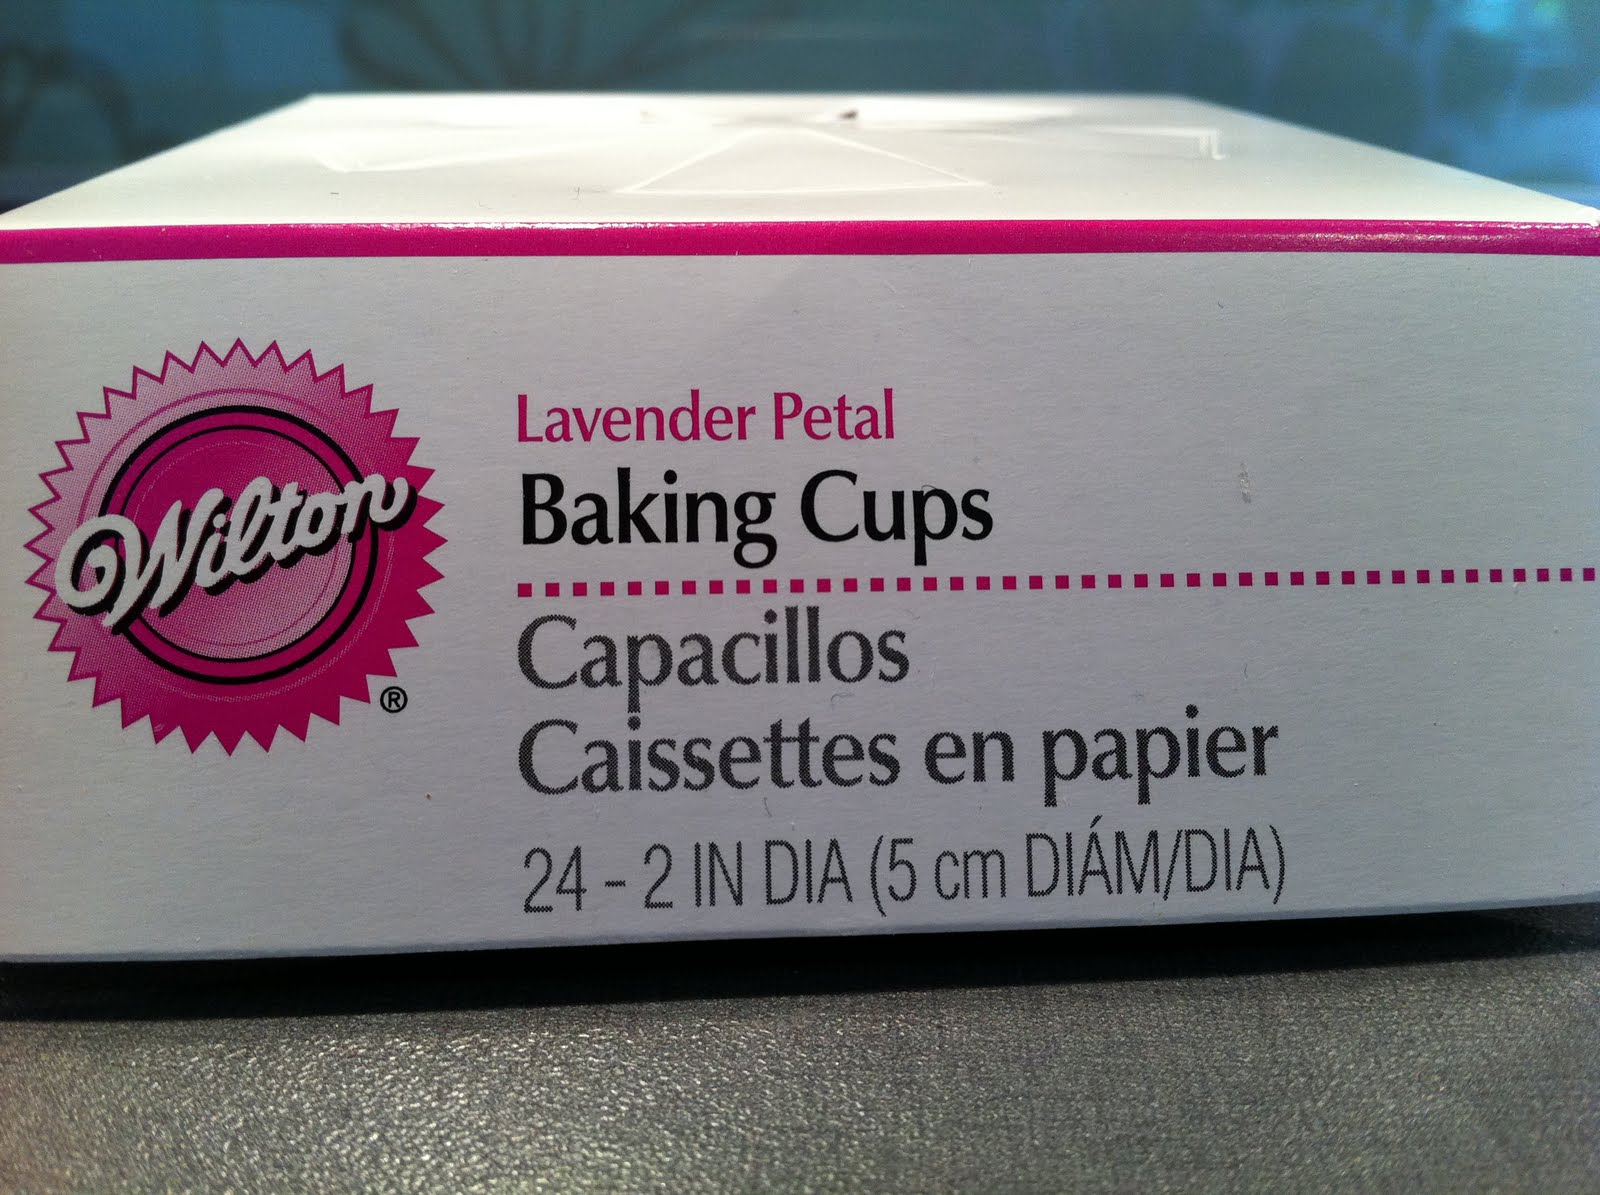 Wilton
®
Lavender Petal
Baking Cups
Capacillos
Caissettes en papier
24 - 2 IN DIA (5 cm DIÁM/DIA)